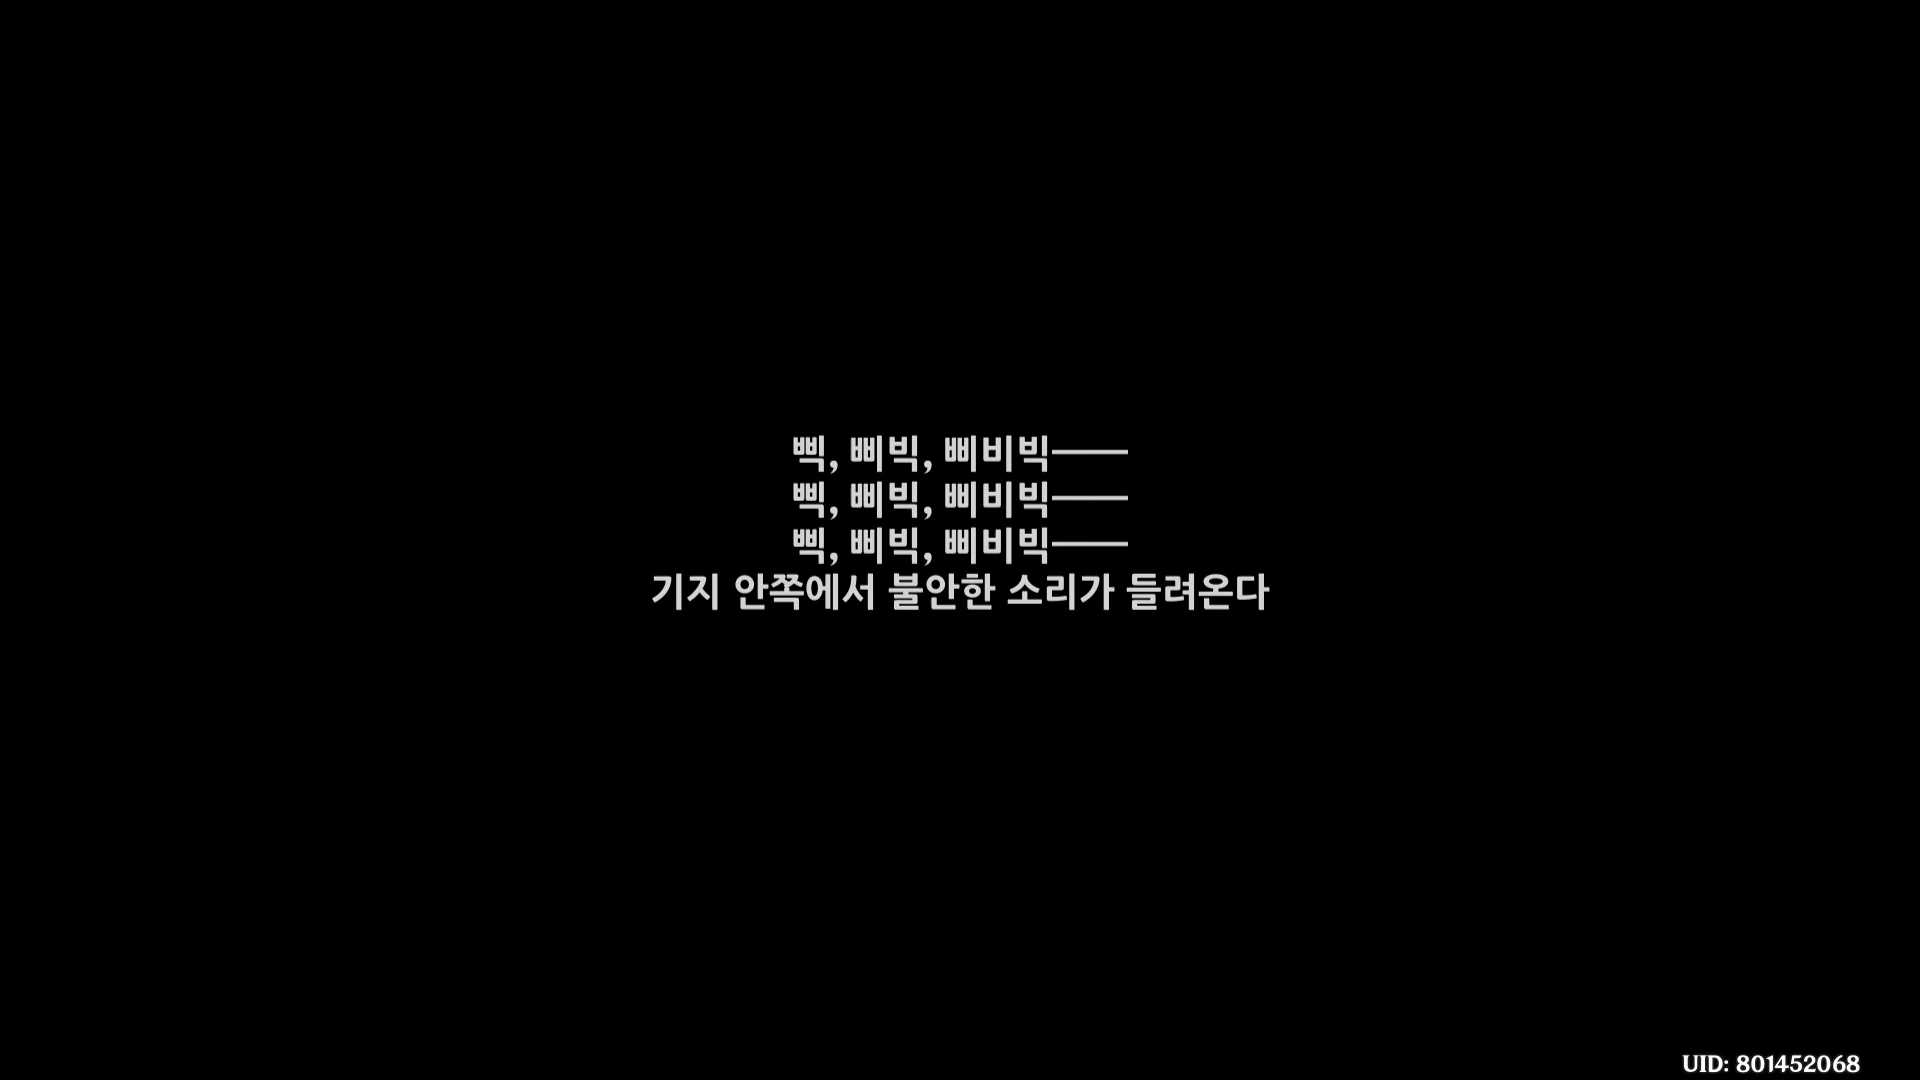 삑, 삐빅, 삐비빅——
삑, 삐빅, 삐비빅——
삑, 삐빅, 삐비빅——
기지 안쪽에서 불안한 소리가 들려온다
UID: 801452068